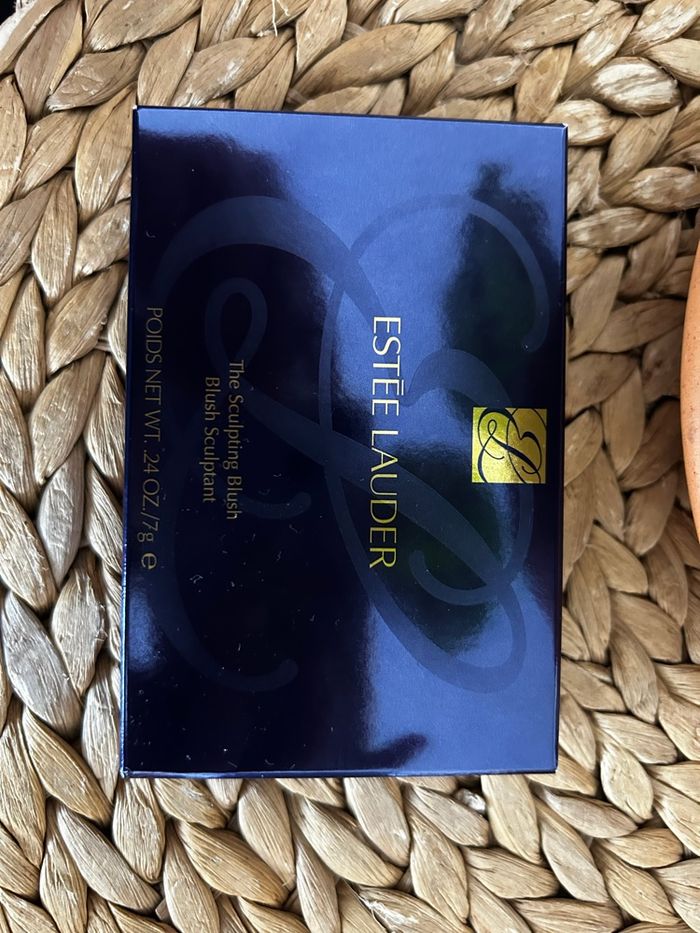 ESTĒE LAUDER
The Sculpting Blush
Blush Sculptant
POIDS NET WT. .24 OZ./7g ℮